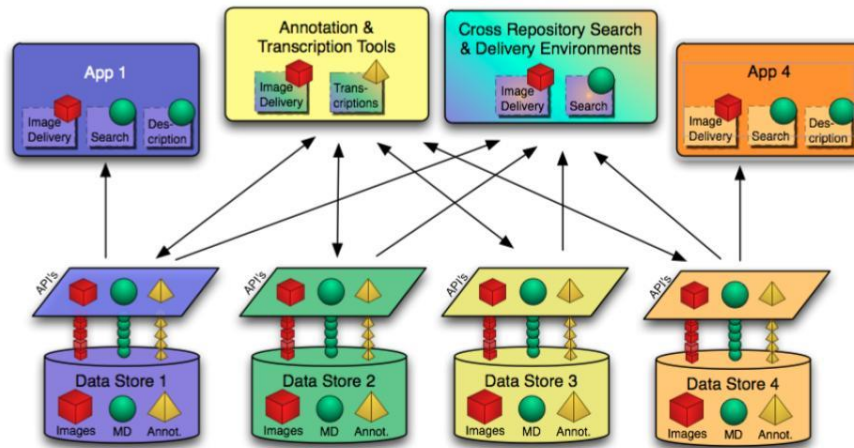 App 1
Image
Delivery
Search
Des-
cription
Annotation &
Transcription Tools
Image
Delivery
Trans-
criptions
Cross Repository Search
& Delivery Environments
Image
Delivery
Search
App 4
Image
Delivery
Search
Des-
cription
API's
API's
API's
API's
Data Store 1
Images MD Annot.
Data Store 2
Images MD Annot.
Data Store 3
Images MD Annot.
Data Store 4
Images MD Annot.